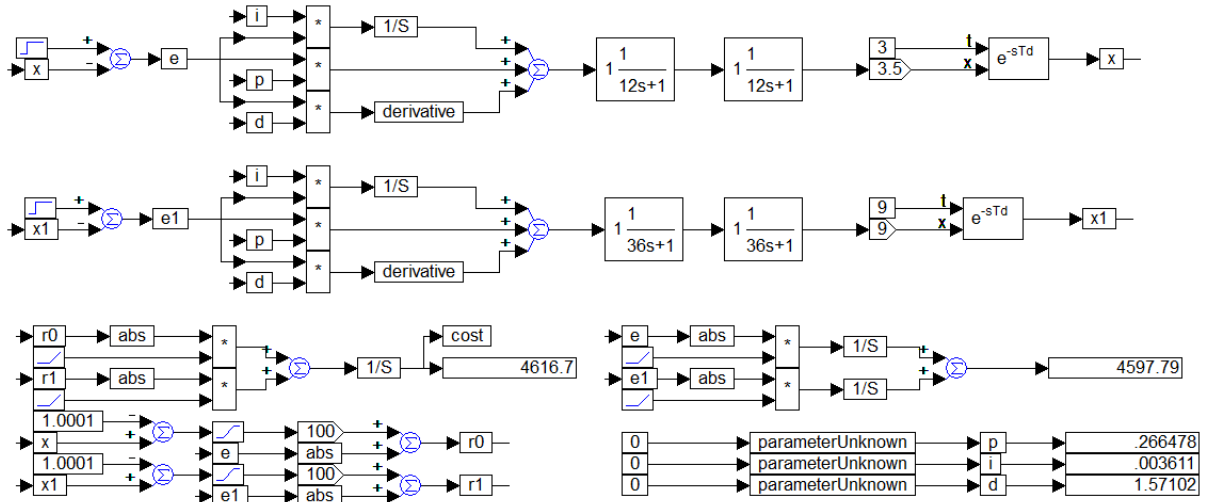 i * 1/S
+ + 3 t
x - Σ e * + Σ 1 1/12s+1 1 1/12s+1 3.5 x e^-sTd x
p +
* derivative
d
i * 1/S
+ + 9 t
x1 - Σ e1 * + Σ 1 1/36s+1 1 1/36s+1 9 x e^-sTd x1
p +
* derivative
d
r0 abs * cost e abs *
+ Σ 1/S 4616.7 1/S + Σ 4597.79
r1 abs * + e1 abs * 1/S +
1.0001 -
x + Σ 100 + Σ r0 0 parameterUnknown p .266478
e abs +
1.0001 - 0 parameterUnknown i .003611
x1 + Σ 100 + Σ r1 0 parameterUnknown d 1.57102
e1 abs +